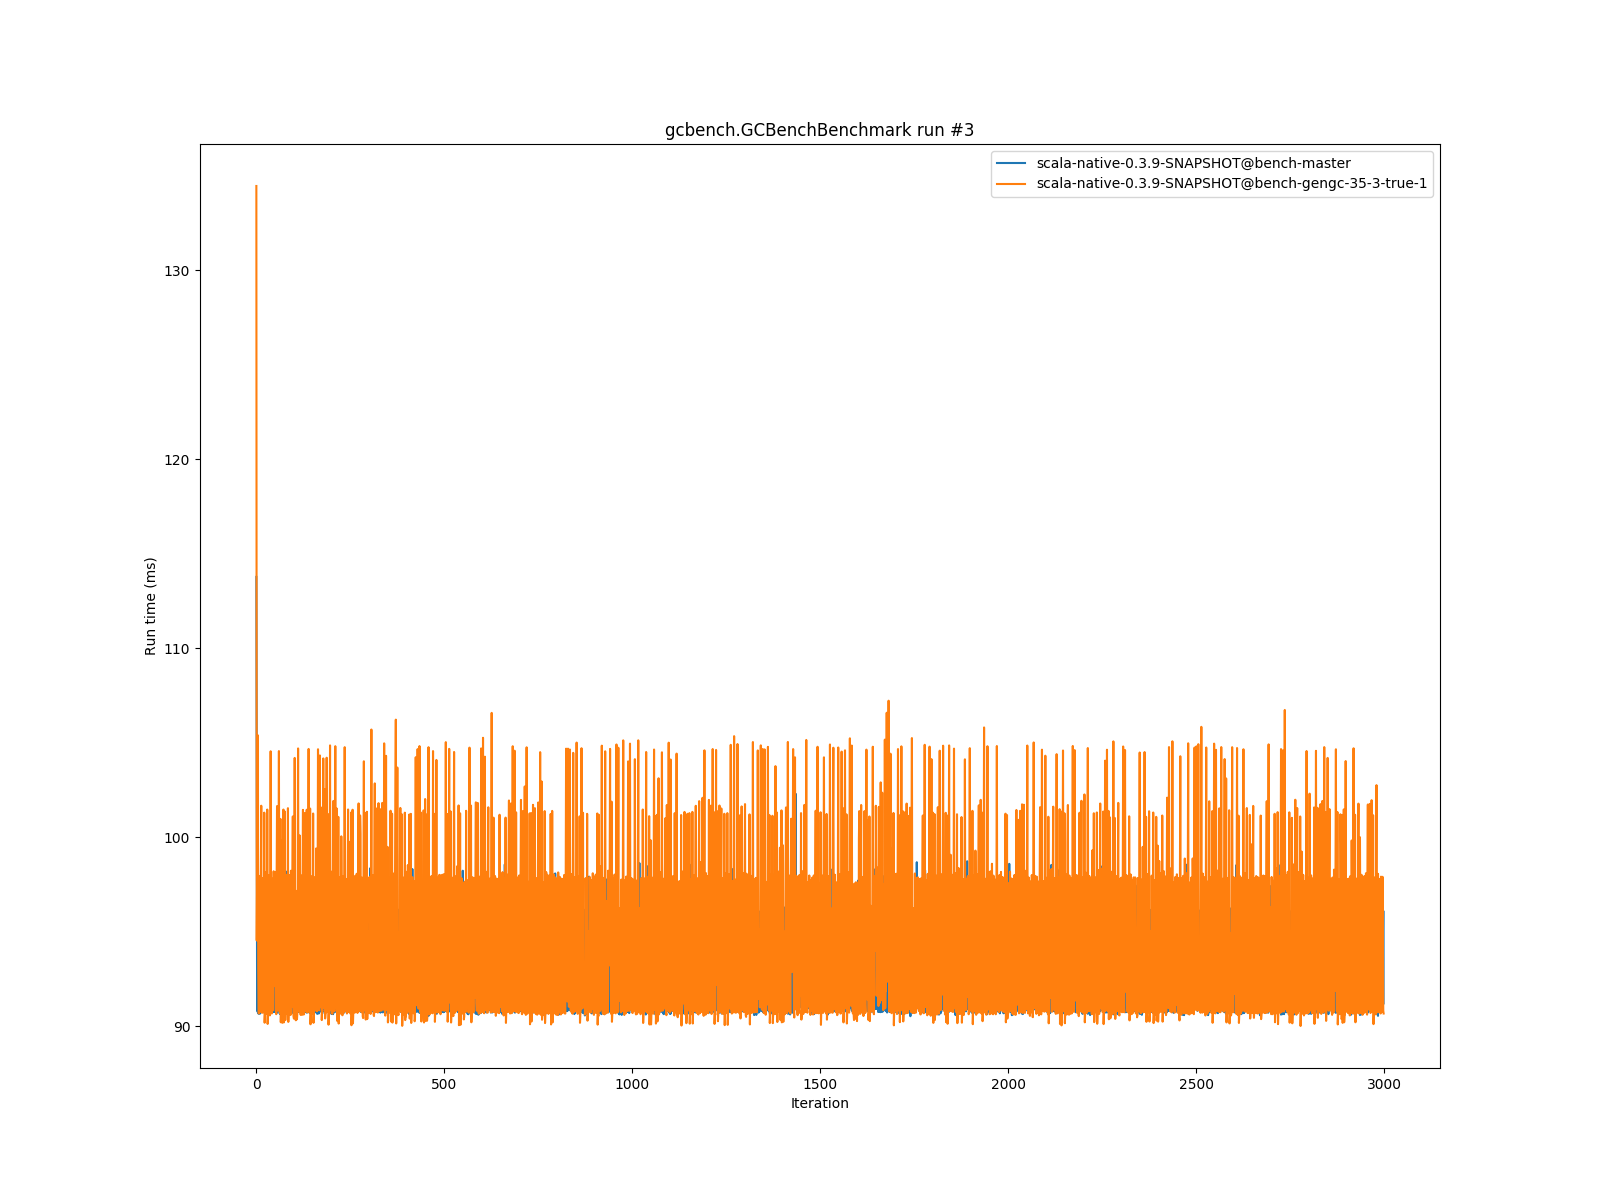 gcbench.GCBenchBenchmark run #3
scala-native-0.3.9-SNAPSHOT@bench-master
scala-native-0.3.9-SNAPSHOT@bench-gengc-35-3-true-1
130
120
110
100
90
Run time (ms)
0 500 1000 1500 2000 2500 3000
Iteration